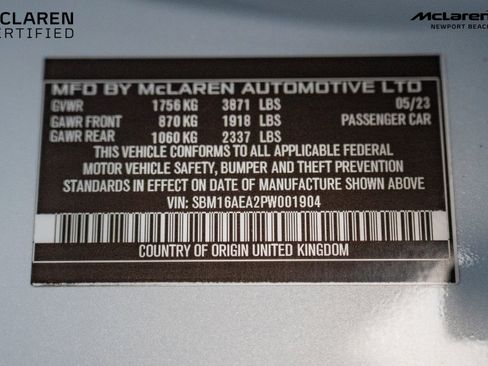 McLAREN
CERTIFIED
McLaren
NEWPORT BEACH
MFD BY McLAREN AUTOMOTIVE LTD
GVWR 1756 KG 3871 LBS 05/23
GAWR FRONT 870 KG 1918 LBS PASSENGER CAR
GAWR REAR 1060 KG 2337 LBS
THIS VEHICLE CONFORMS TO ALL APPLICABLE FEDERAL
MOTOR VEHICLE SAFETY, BUMPER AND THEFT PREVENTION
STANDARDS IN EFFECT ON DATE OF MANUFACTURE SHOWN ABOVE
VIN: SBM16AEA2PW001904
COUNTRY OF ORIGIN UNITED KINGDOM